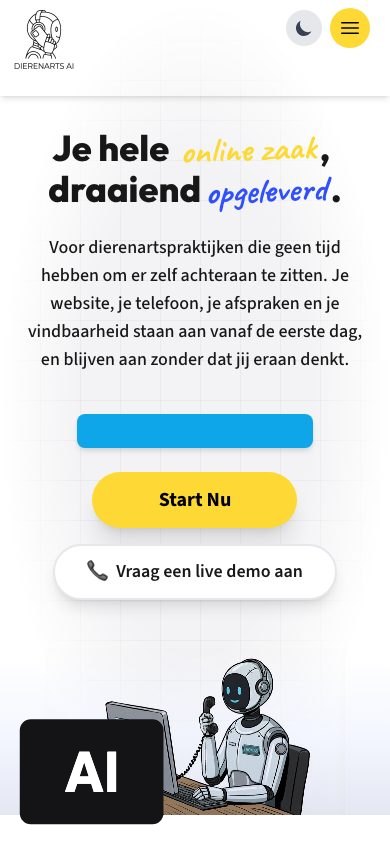 DIERENARTS AI
Je hele online zaak,
draaiend opgeleverd.
Voor dierenartspraktijken die geen tijd
hebben om er zelf achteraan te zitten. Je
website, je telefoon, je afspraken en je
vindbaarheid staan aan vanaf de eerste dag,
en blijven aan zonder dat jij eraan denkt.
Start Nu
Vraag een live demo aan
AI